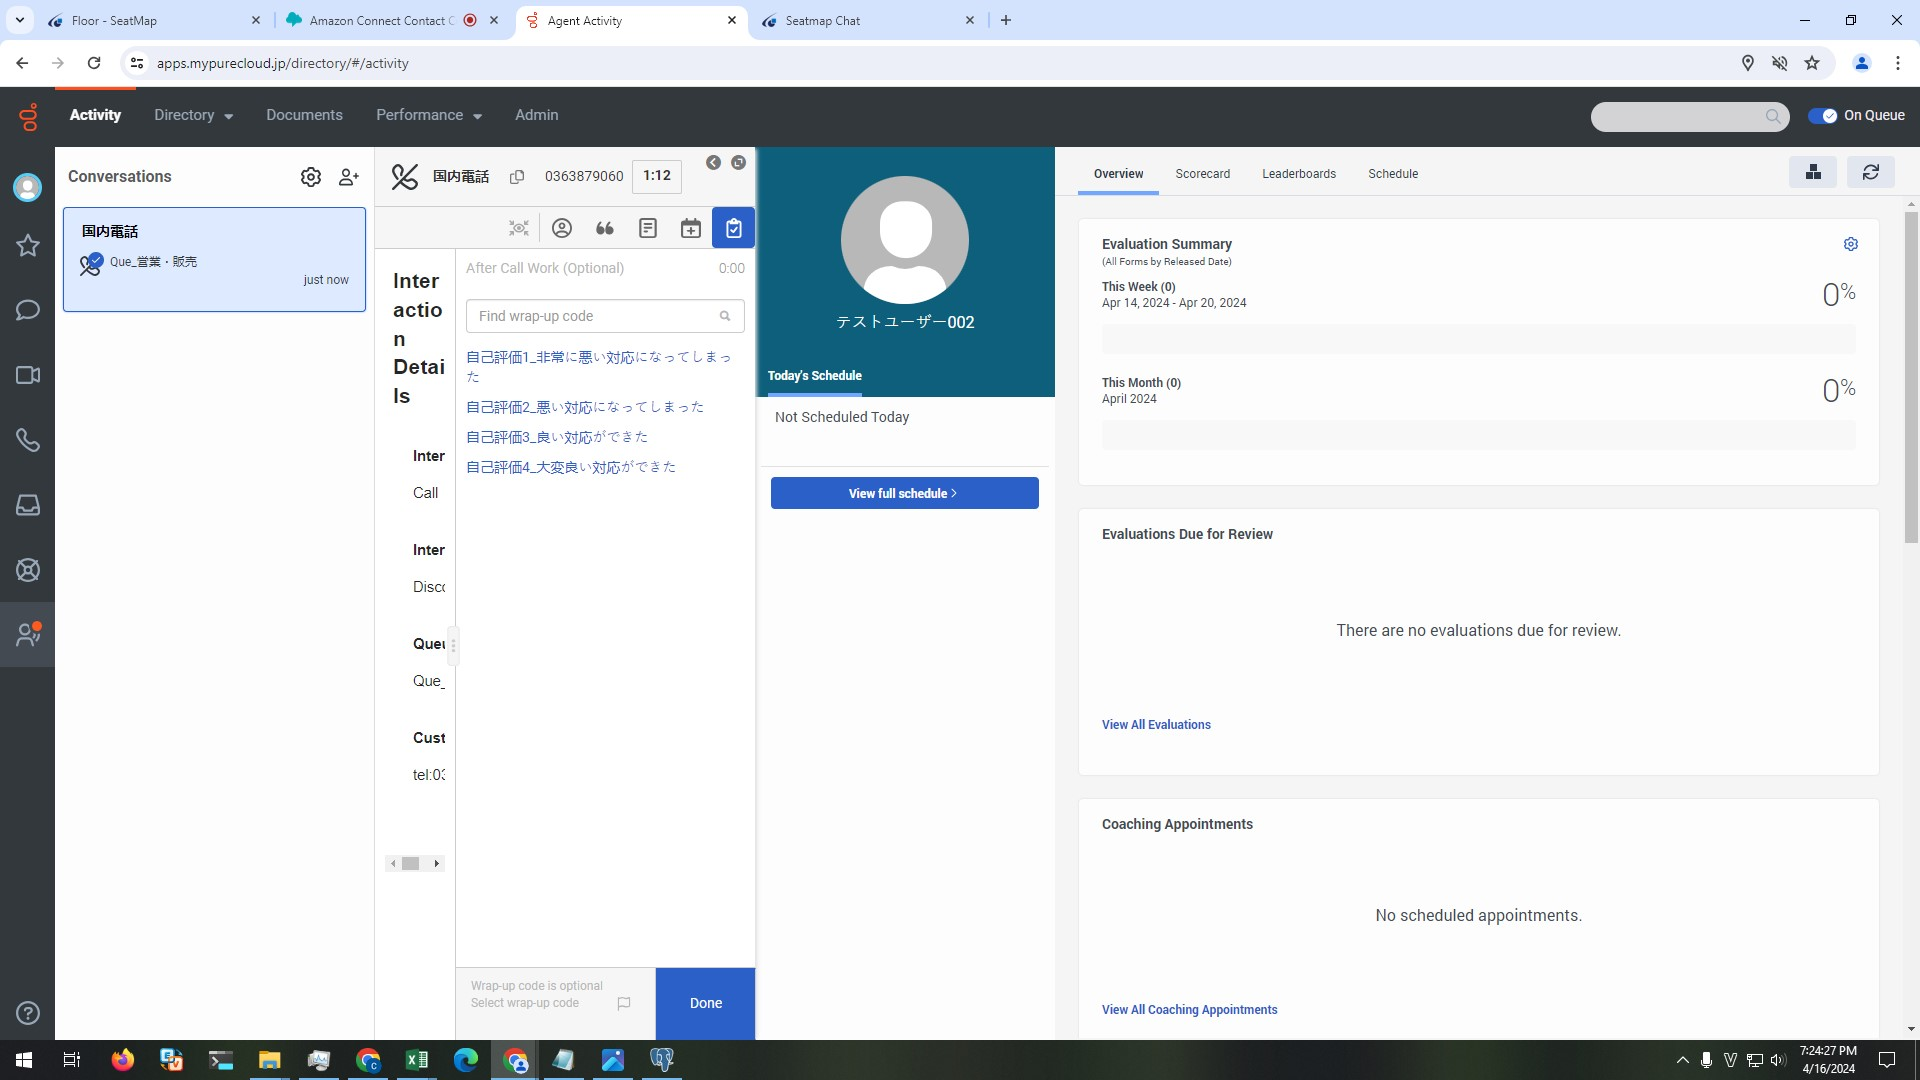 Floor - SeatMap
Amazon Connect Contact C
Agent Activity
Seatmap Chat
apps.mypurecloud.jp/directory/#/activity
Activity
Directory
Documents
Performance
Admin
On Queue
Conversations
国内電話
Que_営業・販売
just now
国内電話
0363879060
1:12
Inter
actio
n
Detai
ls
Inter
Call
Inter
Disco
Queu
Que_
Cust
tel:03
After Call Work (Optional)
0:00
Find wrap-up code
自己評価1_非常に悪い対応になってしまっ
た
自己評価2_悪い対応になってしまった
自己評価3_良い対応ができた
自己評価4_大変良い対応ができた
Wrap-up code is optional
Select wrap-up code
Done
テストユーザー002
Today's Schedule
Not Scheduled Today
View full schedule
Overview
Scorecard
Leaderboards
Schedule
Evaluation Summary
(All Forms by Released Date)
This Week (0)
Apr 14, 2024 - Apr 20, 2024
0%
This Month (0)
April 2024
0%
Evaluations Due for Review
There are no evaluations due for review.
View All Evaluations
Coaching Appointments
No scheduled appointments.
View All Coaching Appointments
7:24:27 PM
4/16/2024